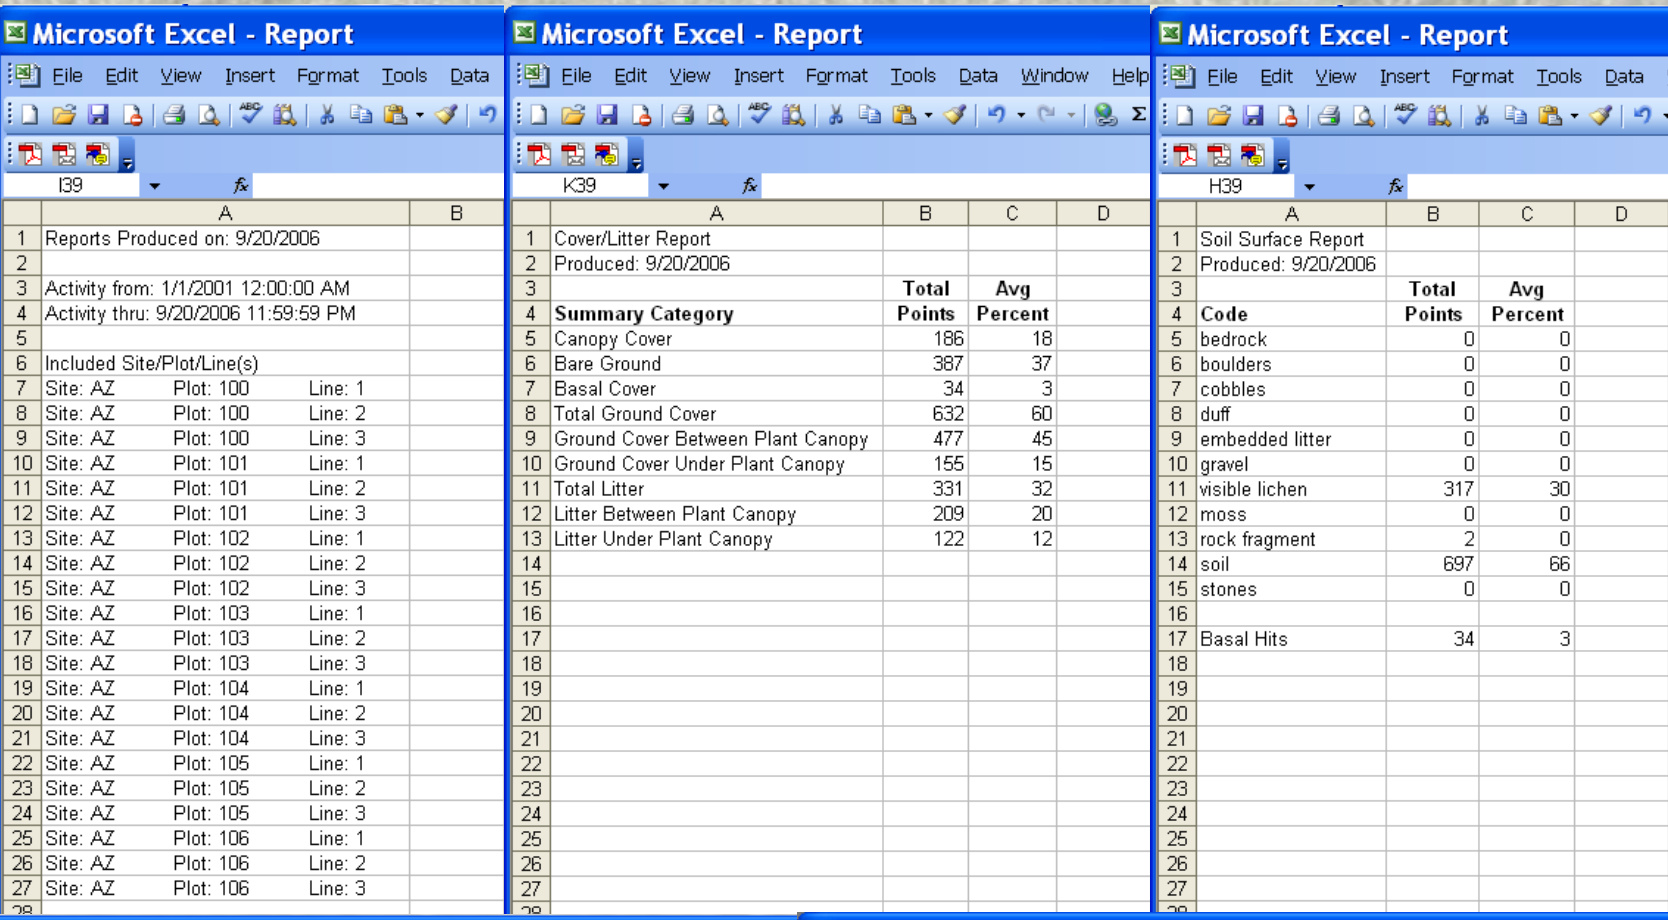 Microsoft Excel - Report
File Edit View Insert Format Tools Data
I39 fx
A B
1 Reports Produced on: 9/20/2006
2
3 Activity from: 1/1/2001 12:00:00 AM
4 Activity thru: 9/20/2006 11:59:59 PM
5
6 Included Site/Plot/Line(s)
7 Site: AZ Plot: 100 Line: 1
8 Site: AZ Plot: 100 Line: 2
9 Site: AZ Plot: 100 Line: 3
10 Site: AZ Plot: 101 Line: 1
11 Site: AZ Plot: 101 Line: 2
12 Site: AZ Plot: 101 Line: 3
13 Site: AZ Plot: 102 Line: 1
14 Site: AZ Plot: 102 Line: 2
15 Site: AZ Plot: 102 Line: 3
16 Site: AZ Plot: 103 Line: 1
17 Site: AZ Plot: 103 Line: 2
18 Site: AZ Plot: 103 Line: 3
19 Site: AZ Plot: 104 Line: 1
20 Site: AZ Plot: 104 Line: 2
21 Site: AZ Plot: 104 Line: 3
22 Site: AZ Plot: 105 Line: 1
23 Site: AZ Plot: 105 Line: 2
24 Site: AZ Plot: 105 Line: 3
25 Site: AZ Plot: 106 Line: 1
26 Site: AZ Plot: 106 Line: 2
27 Site: AZ Plot: 106 Line: 3
28
Microsoft Excel - Report
File Edit View Insert Format Tools Data Window Help
ABC Σ
K39 fx
A B C D
1 Cover/Litter Report
2 Produced: 9/20/2006
3 Total Avg
4 Summary Category Points Percent
5 Canopy Cover 186 18
6 Bare Ground 387 37
7 Basal Cover 34 3
8 Total Ground Cover 632 60
9 Ground Cover Between Plant Canopy 477 45
10 Ground Cover Under Plant Canopy 155 15
11 Total Litter 331 32
12 Litter Between Plant Canopy 209 20
13 Litter Under Plant Canopy 122 12
14
15
16
17
18
19
20
21
22
23
24
25
26
27
28
Microsoft Excel - Report
File Edit View Insert Format Tools Data
ABC
H39 fx
A B C D
1 Soil Surface Report
2 Produced: 9/20/2006
3 Total Avg
4 Code Points Percent
5 bedrock 0 0
6 boulders 0 0
7 cobbles 0 0
8 duff 0 0
9 embedded litter 0 0
10 gravel 0 0
11 visible lichen 317 30
12 moss 0 0
13 rock fragment 2 0
14 soil 697 66
15 stones 0 0
16
17 Basal Hits 34 3
18
19
20
21
22
23
24
25
26
27
28